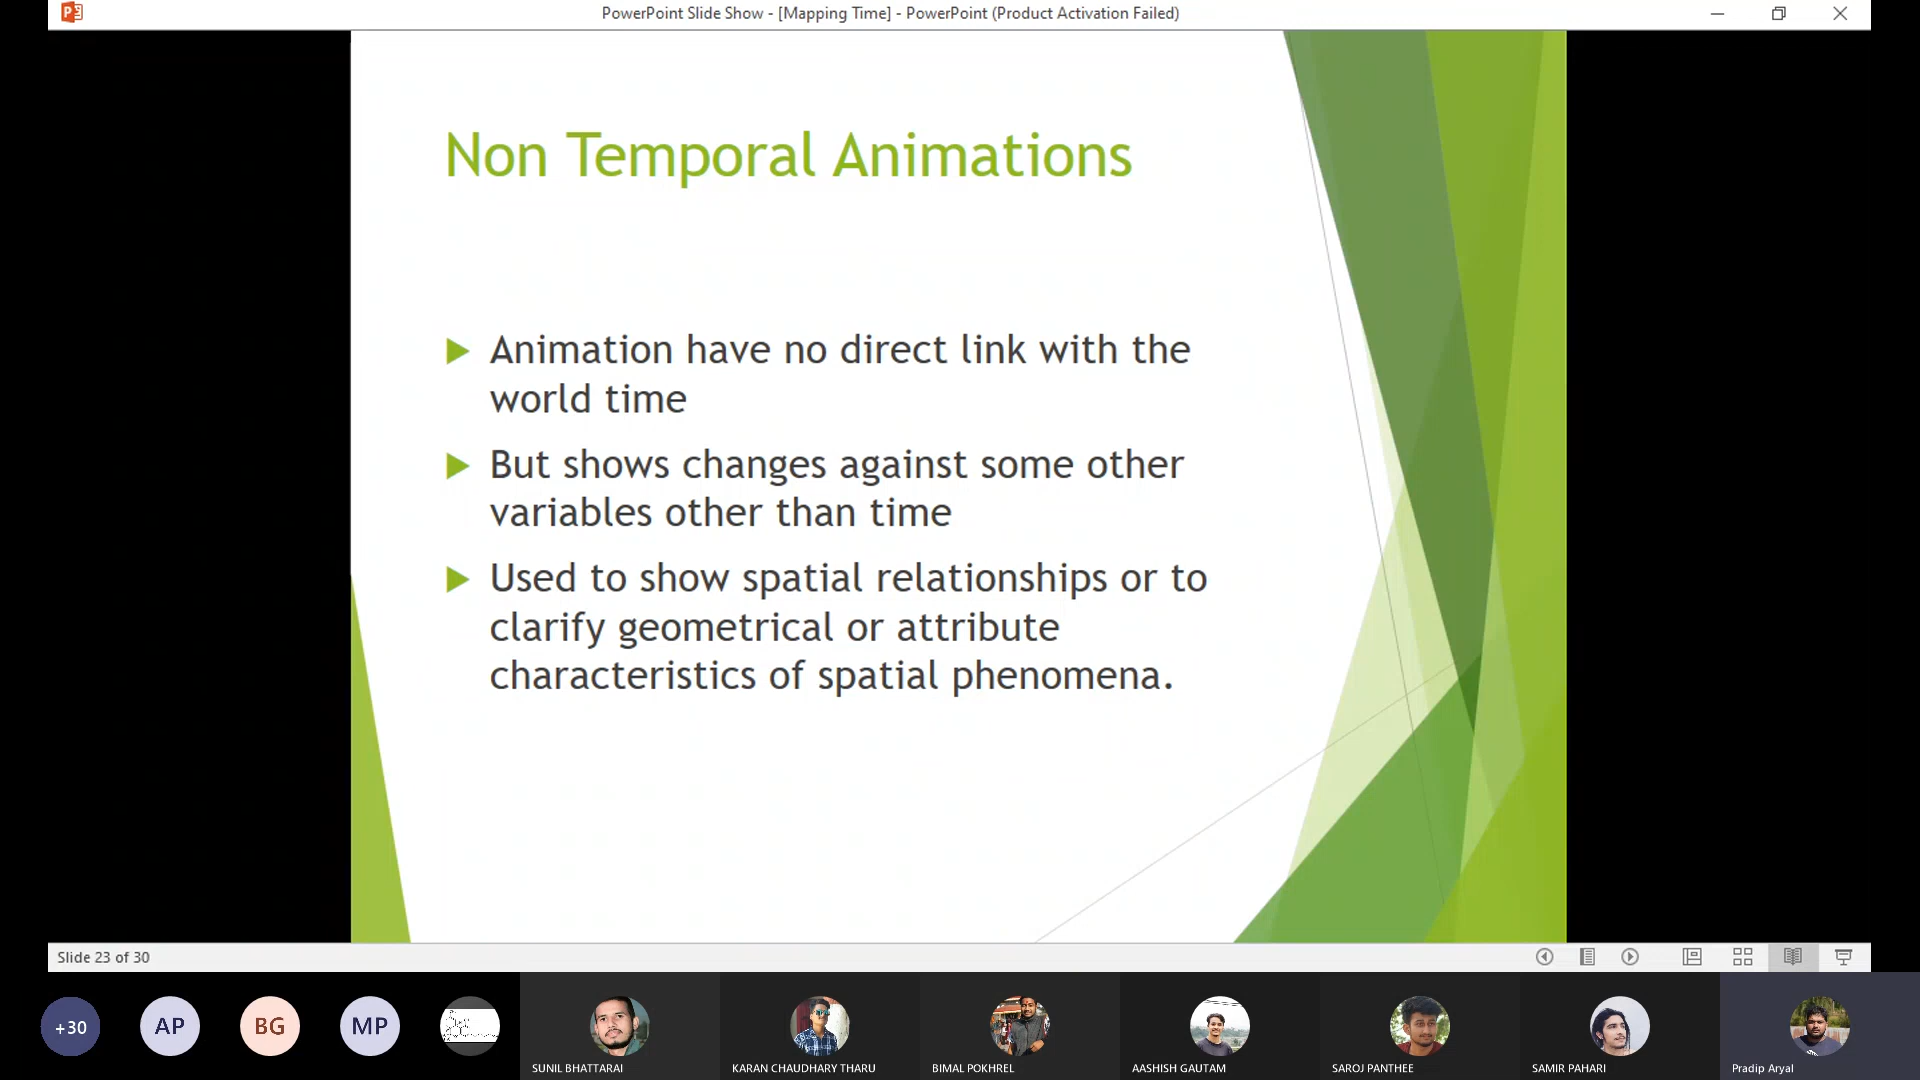 PowerPoint Slide Show - [Mapping Time] - PowerPoint (Product Activation Failed)
Non Temporal Animations
Animation have no direct link with the
world time
But shows changes against some other
variables other than time
Used to show spatial relationships or to
clarify geometrical or attribute
characteristics of spatial phenomena.
Slide 23 of 30
+30
AP
BG
MP
SUNIL BHATTARAI
KARAN CHAUDHARY THARU
BIMAL POKHREL
AASHISH GAUTAM
SAROJ PANTHEE
SAMIR PAHARI
Pradip Aryal